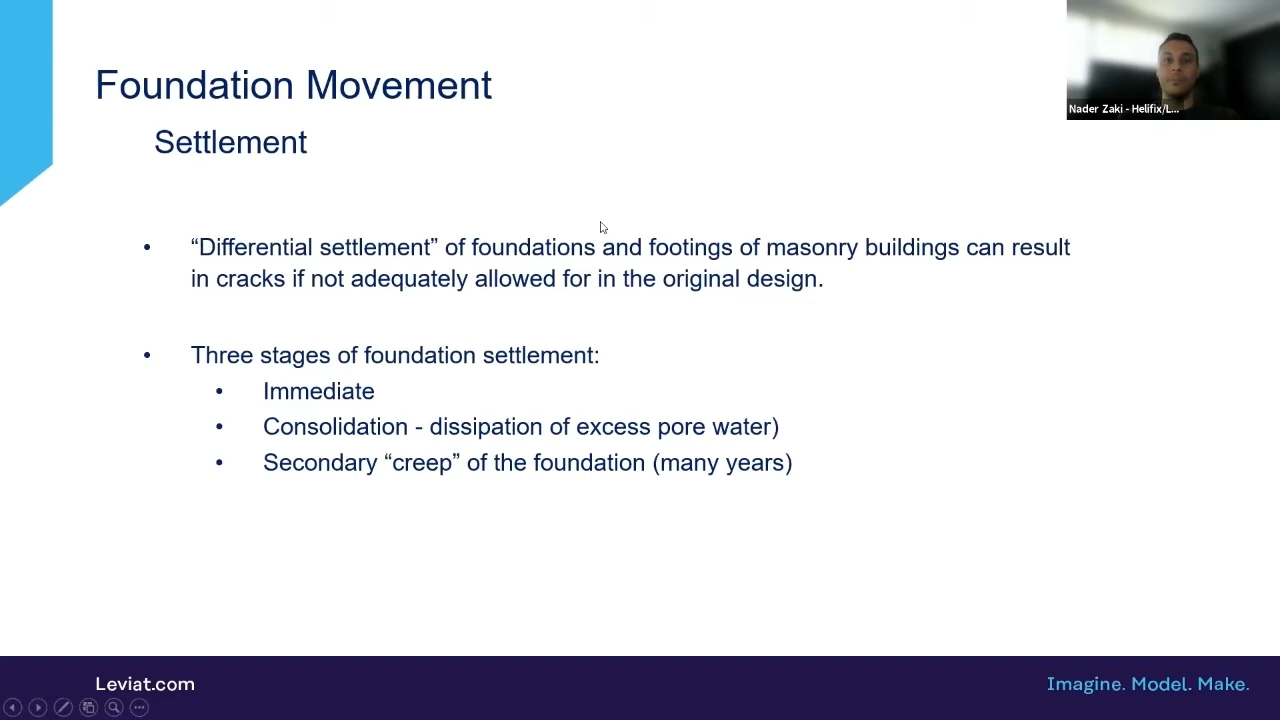 Foundation Movement
Settlement
Nader Zaki - Helifix/L...
• “Differential settlement” of foundations and footings of masonry buildings can result
in cracks if not adequately allowed for in the original design.
• Three stages of foundation settlement:
• Immediate
• Consolidation - dissipation of excess pore water)
• Secondary “creep” of the foundation (many years)
Leviat.com
Imagine. Model. Make.